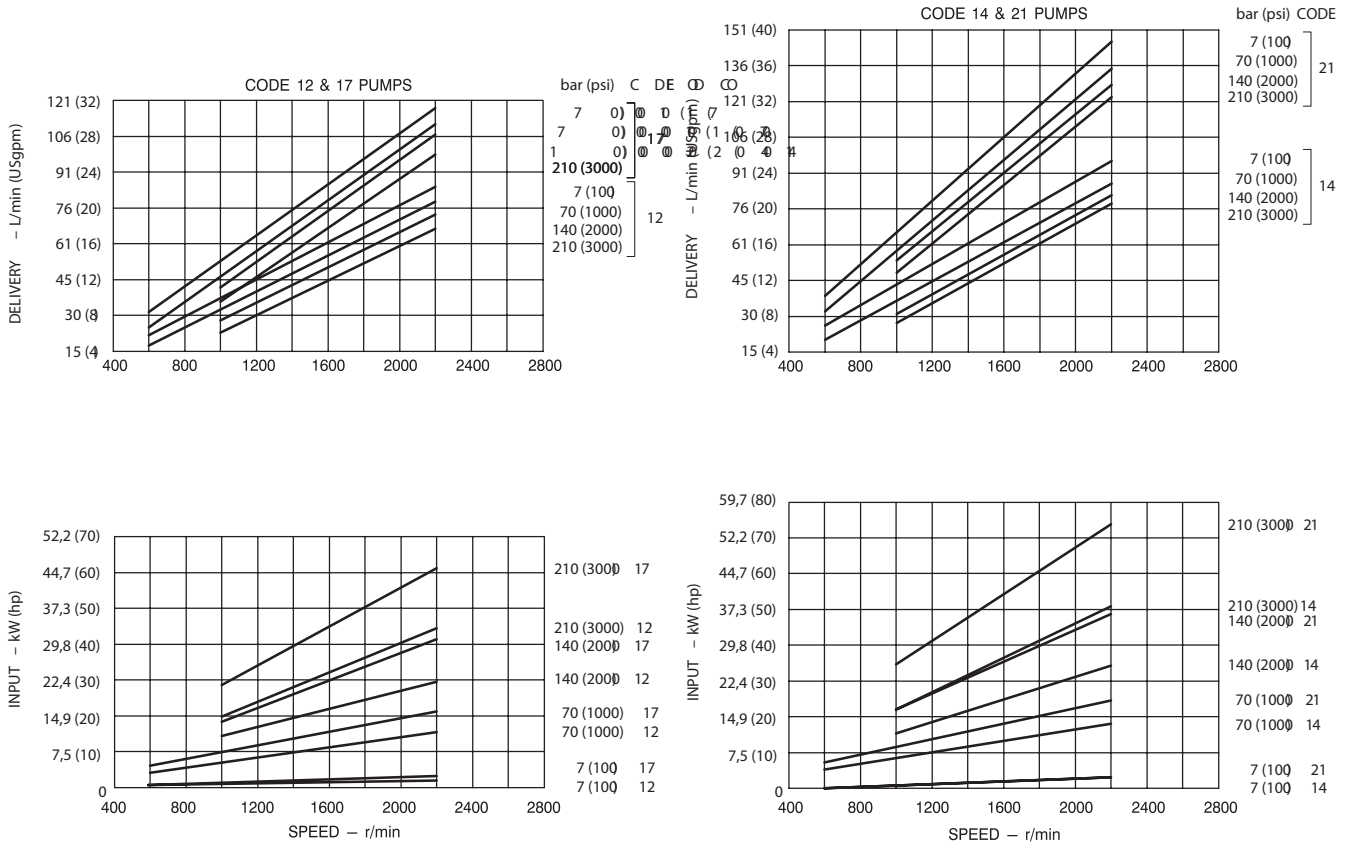 CODE 12 & 17 PUMPS
bar (psi)
121 (32)
106 (28)
91 (24)
76 (20)
61 (16)
45 (12)
30 (8)
15 (4)
DELIVERY – L/min (USgpm)
400 800 1200 1600 2000 2400 2800
17
210 (3000)
7 (100)
70 (1000)
140 (2000)
210 (3000)
12
CODE 14 & 21 PUMPS
bar (psi) CODE
151 (40)
136 (36)
121 (32)
106 (28)
91 (24)
76 (20)
61 (16)
45 (12)
30 (8)
15 (4)
DELIVERY – L/min (USgpm)
400 800 1200 1600 2000 2400 2800
7 (100)
70 (1000)
140 (2000)
210 (3000)
21
7 (100)
70 (1000)
140 (2000)
210 (3000)
14
52,2 (70)
44,7 (60)
37,3 (50)
29,8 (40)
22,4 (30)
14,9 (20)
7,5 (10)
0
INPUT – kW (hp)
400 800 1200 1600 2000 2400 2800
SPEED – r/min
210 (3000) 17
210 (3000) 12
140 (2000) 17
140 (2000) 12
70 (1000) 17
70 (1000) 12
7 (100) 17
7 (100) 12
59,7 (80)
52,2 (70)
44,7 (60)
37,3 (50)
29,8 (40)
22,4 (30)
14,9 (20)
7,5 (10)
0
INPUT – kW (hp)
400 800 1200 1600 2000 2400 2800
SPEED – r/min
210 (3000) 21
210 (3000) 14
140 (2000) 21
140 (2000) 14
70 (1000) 21
70 (1000) 14
7 (100) 21
7 (100) 14